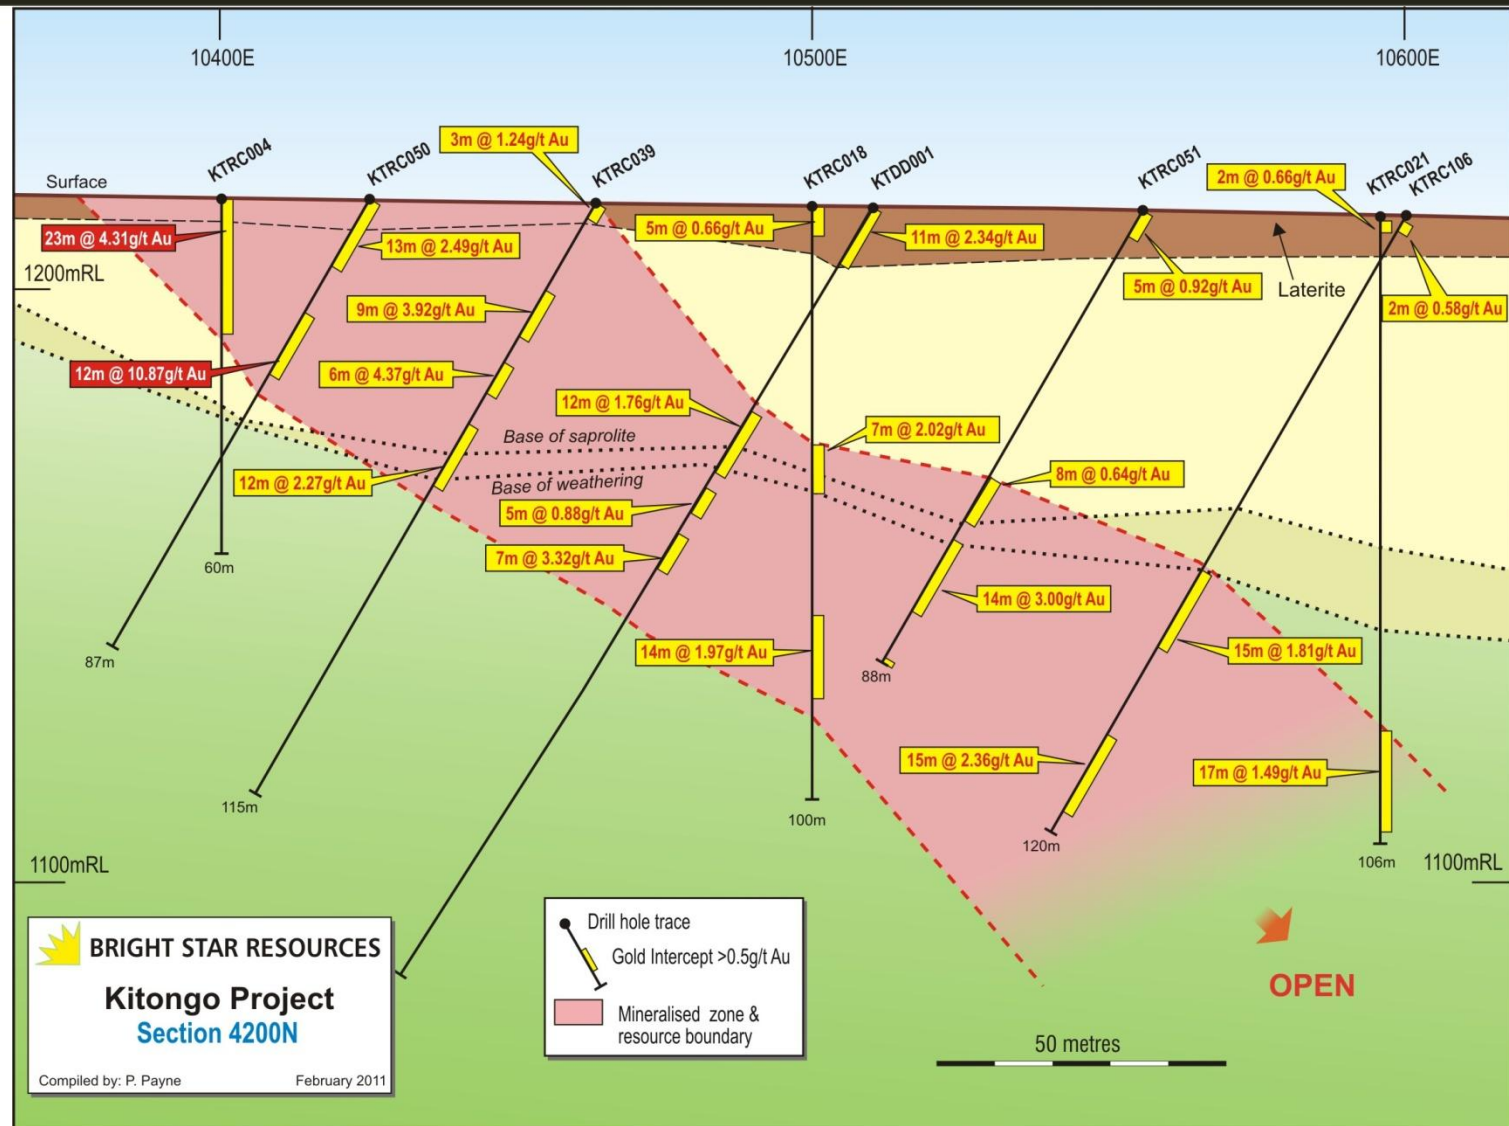 10400E
10500E
10600E
3m @ 1.24g/t Au
KTRC004
KTRC050
KTRC039
KTRC018
KTDD001
KTRC051
2m @ 0.66g/t Au
KTRC021
KTRC106
Surface
23m @ 4.31g/t Au
13m @ 2.49g/t Au
5m @ 0.66g/t Au
11m @ 2.34g/t Au
1200mRL
5m @ 0.92g/t Au
Laterite
2m @ 0.58g/t Au
9m @ 3.92g/t Au
12m @ 10.87g/t Au
6m @ 4.37g/t Au
12m @ 1.76g/t Au
7m @ 2.02g/t Au
Base of saprolite
12m @ 2.27g/t Au
Base of weathering
8m @ 0.64g/t Au
5m @ 0.88g/t Au
7m @ 3.32g/t Au
60m
14m @ 3.00g/t Au
87m
14m @ 1.97g/t Au
88m
15m @ 1.81g/t Au
115m
15m @ 2.36g/t Au
17m @ 1.49g/t Au
100m
120m
106m
1100mRL
1100mRL
BRIGHT STAR RESOURCES
Kitongo Project
Section 4200N
Compiled by: P. Payne
February 2011
Drill hole trace
Gold Intercept >0.5g/t Au
Mineralised zone &
resource boundary
OPEN
50 metres